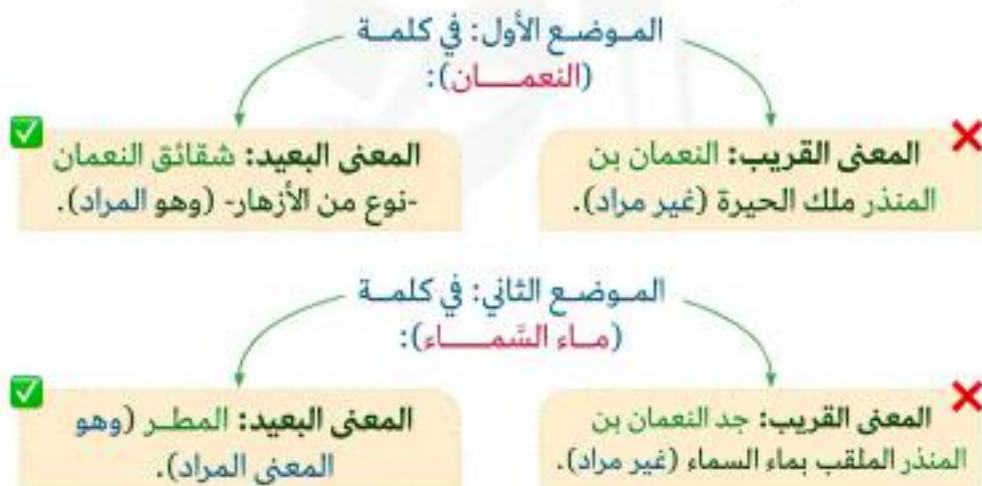 الموضع الأول: في كلمة
(النعمان):
المعنى القريب: النعمان بن
المنذر ملك الحيرة (غير مراد).
المعنى البعيد: شقائق النعمان
-نوع من الأزهار- (وهو المراد).
الموضع الثاني: في كلمة
(ماء السَّماء):
المعنى القريب: جد النعمان بن
المنذر الملقب بماء السماء (غير مراد).
المعنى البعيد: المطر (وهو
المعنى المراد).